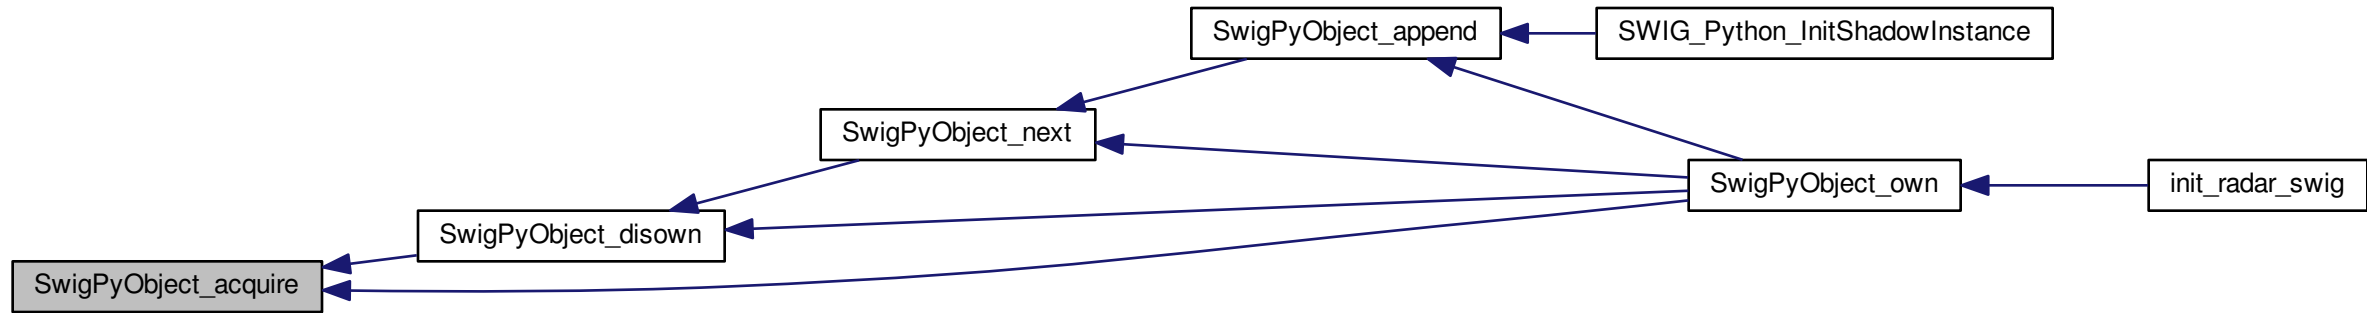 SwigPyObject_append
SWIG_Python_InitShadowInstance
SwigPyObject_next
SwigPyObject_own
init_radar_swig
SwigPyObject_disown
SwigPyObject_acquire